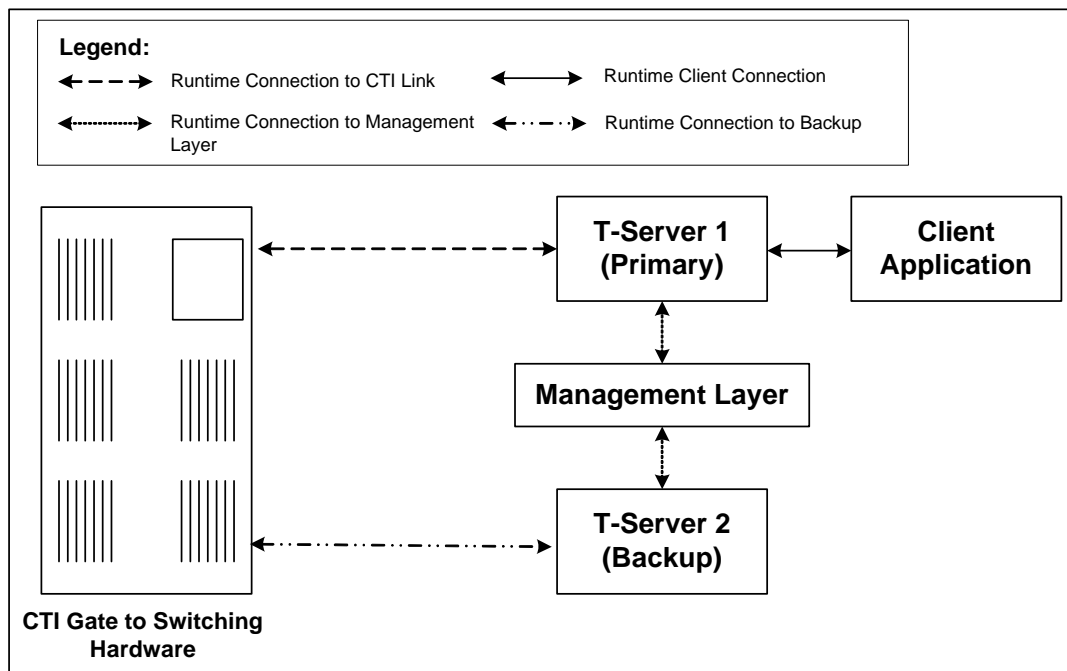 Legend:
Runtime Connection to CTI Link
Runtime Client Connection
Runtime Connection to Management
Layer
Runtime Connection to Backup
T-Server 1
(Primary)
Client
Application
Management Layer
T-Server 2
(Backup)
CTI Gate to Switching
Hardware